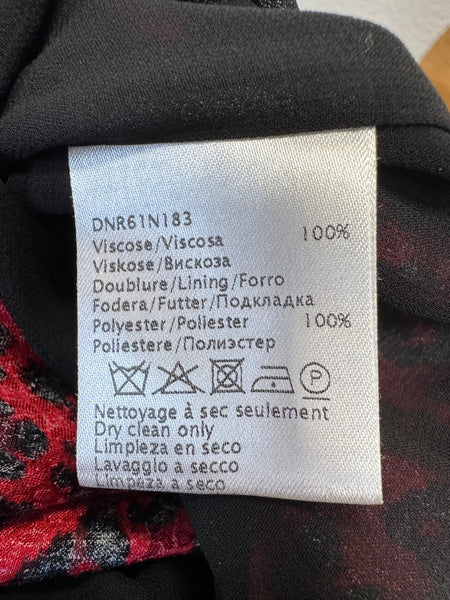 DNR61N183
Viscose/Viscosa 100%
Viskose/Вискоза
Doublure/Lining/Forro
Fodera/Futter/Подкладка
Polyester/Poliester 100%
Poliestere/Полиэстер
P
Nettoyage à sec seulement
Dry clean only
Limpieza en seco
Lavaggio a secco